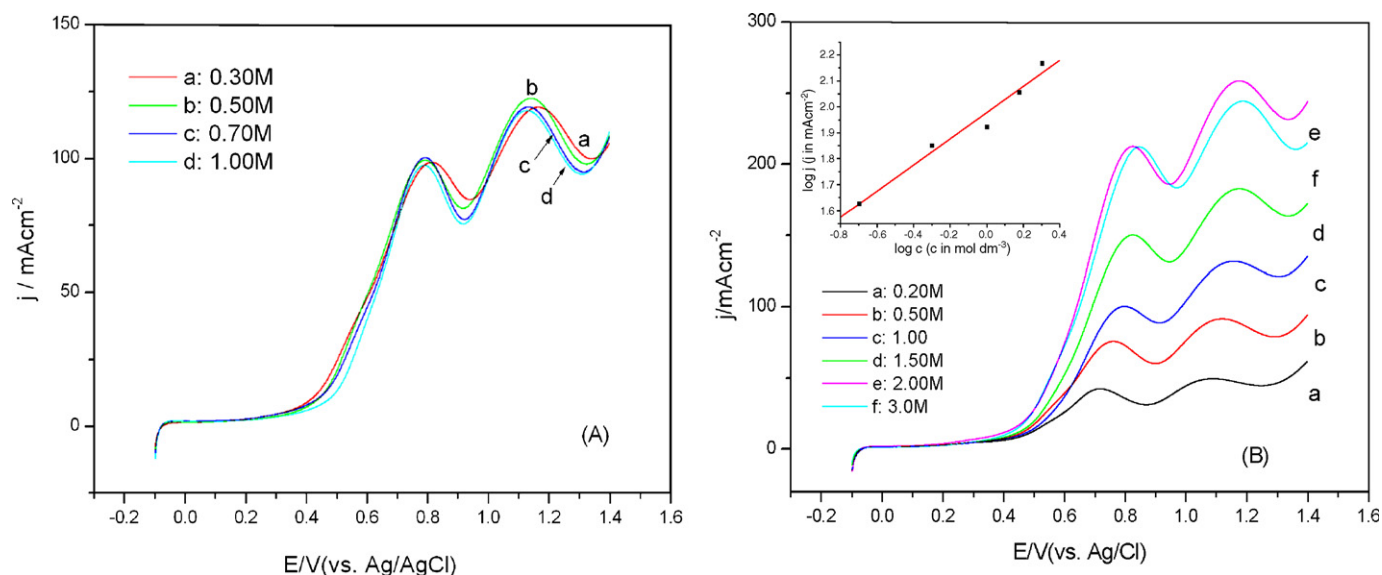 150
100
50
0
j / mAcm-2
a: 0.30M
b: 0.50M
c: 0.70M
d: 1.00M
b
a
c
d
(A)
-0.2 0.0 0.2 0.4 0.6 0.8 1.0 1.2 1.4 1.6
E/V(vs. Ag/AgCl)
300
250
200
150
100
50
0
j/mAcm-2
2.2
2.1
2.0
1.9
1.8
1.7
1.6
log j (j in mAcm-2)
-0.8 -0.6 -0.4 -0.2 0.0 0.2 0.4
log c (c in mol dm-3)
a: 0.20M
b: 0.50M
c: 1.00
d: 1.50M
e: 2.00M
f: 3.0M
e
f
d
c
b
a
(B)
-0.2 0.0 0.2 0.4 0.6 0.8 1.0 1.2 1.4 1.6
E/V(vs. Ag/Cl)